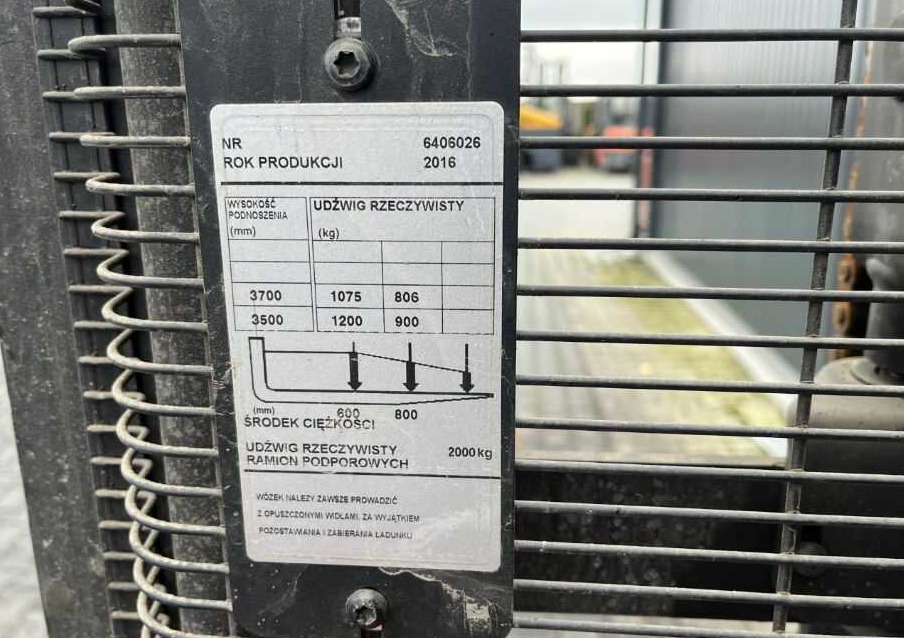 NR 6406026
ROK PRODUKCJI 2016
WYSOKOŚĆ PODNOSZENIA (mm) UDŹWIG RZECZYWISTY (kg)
3700 1075 806
3500 1200 900
(mm) 600 800
ŚRODEK CIĘŻKOŚCI
UDŹWIG RZECZYWISTY
RAMION PODPOROWYCH 2000kg
WÓZEK NALEŻY ZAWSZE PROWADZIĆ
Z OPUSZCZONYMI WIDŁAMI, ZA WYJĄTKIEM
POZOSTAWIANIA I ZABIERANIA ŁADUNKU